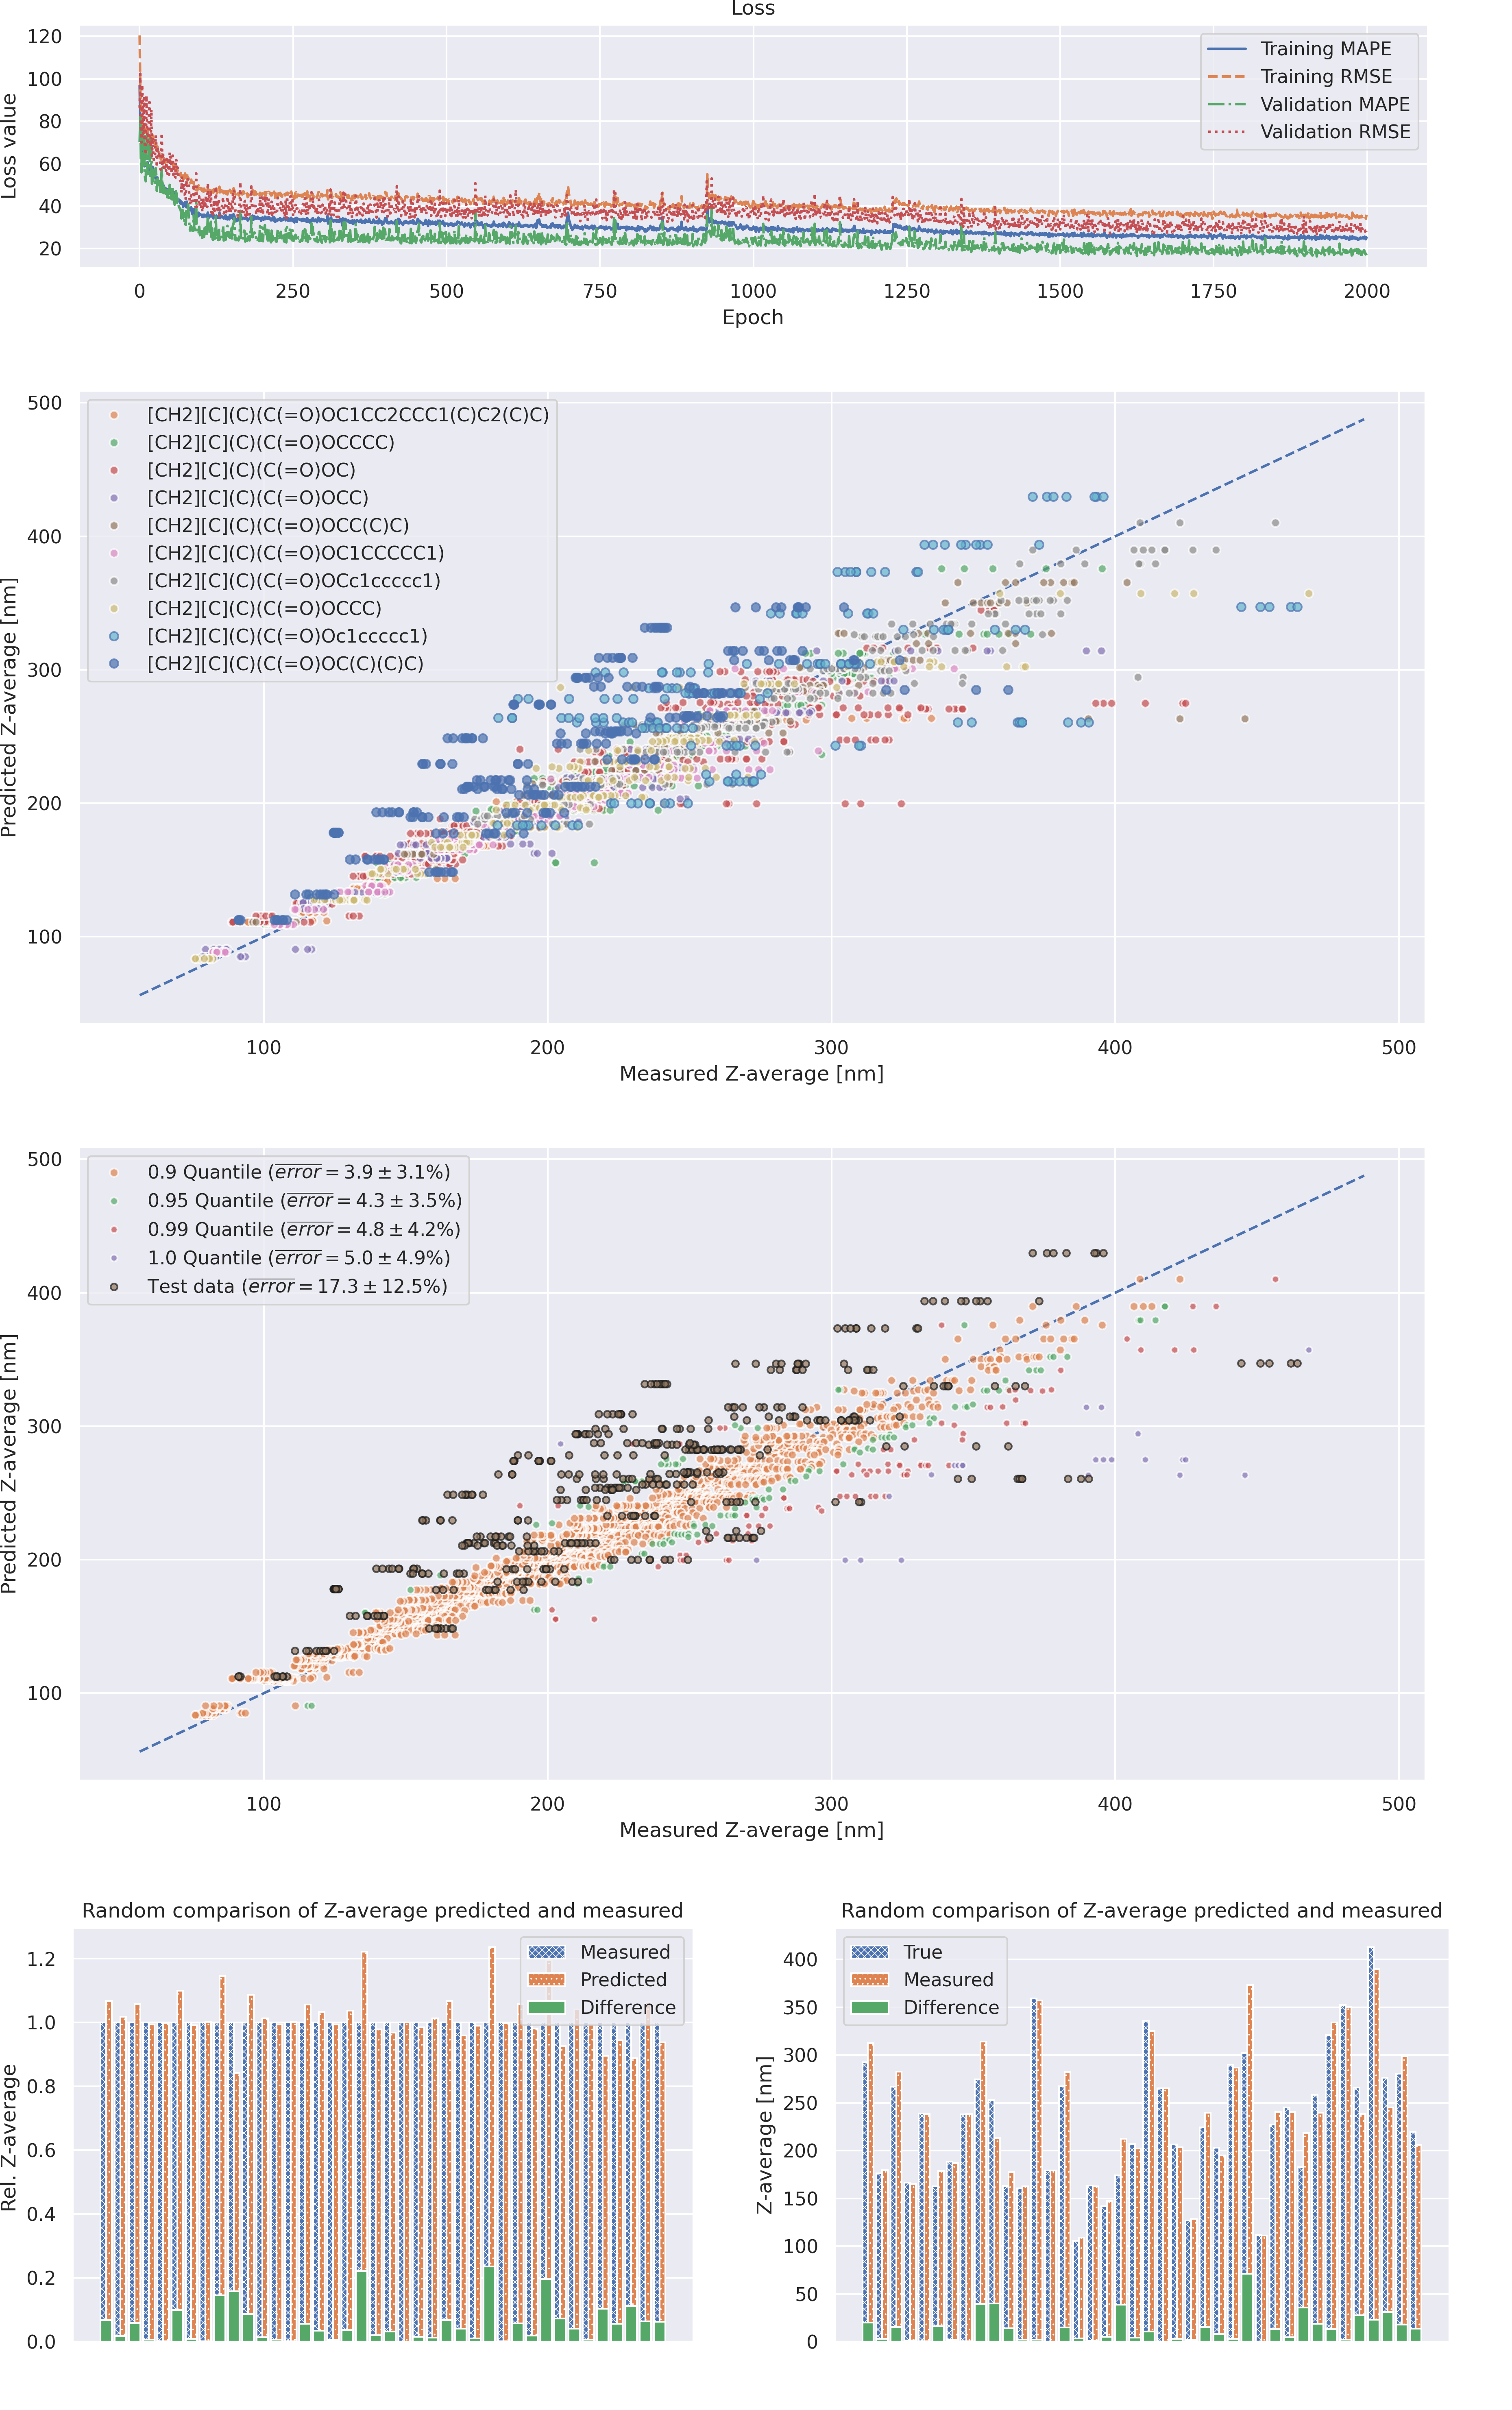 Loss
120
100
80
60
40
20
Loss value
Training MAPE
Training RMSE
Validation MAPE
Validation RMSE
0 250 500 750 1000 1250 1500 1750 2000
Epoch
500
400
300
200
100
Predicted Z-average [nm]
[CH2][C](C)(C(=O)OC1CC2CCC1(C)C2(C)C)
[CH2][C](C)(C(=O)OCCCC)
[CH2][C](C)(C(=O)OC)
[CH2][C](C)(C(=O)OCC)
[CH2][C](C)(C(=O)OCC(C)C)
[CH2][C](C)(C(=O)OC1CCCCC1)
[CH2][C](C)(C(=O)OCc1ccccc1)
[CH2][C](C)(C(=O)OCCC)
[CH2][C](C)(C(=O)Oc1ccccc1)
[CH2][C](C)(C(=O)OC(C)(C)C)
100 200 300 400 500
Measured Z-average [nm]
500
400
300
200
100
Predicted Z-average [nm]
0.9 Quantile (error = 3.9 ± 3.1%)
0.95 Quantile (error = 4.3 ± 3.5%)
0.99 Quantile (error = 4.8 ± 4.2%)
1.0 Quantile (error = 5.0 ± 4.9%)
Test data (error = 17.3 ± 12.5%)
100 200 300 400 500
Measured Z-average [nm]
Random comparison of Z-average predicted and measured
1.2
1.0
0.8
0.6
0.4
0.2
0.0
Rel. Z-average
Measured
Predicted
Difference
Random comparison of Z-average predicted and measured
400
350
300
250
200
150
100
50
0
Z-average [nm]
True
Measured
Difference